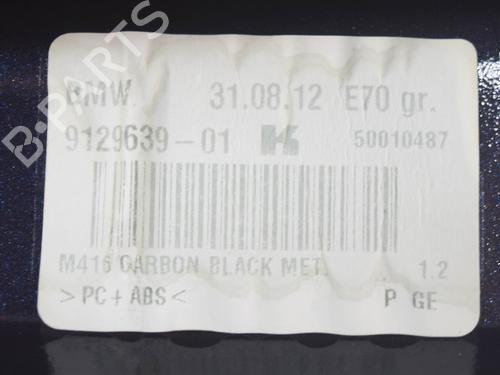 B-PARTS
BMW. 31.08.12 E70 gr.
9129639-01 50010487
M416 CARBON BLACK MET. 1.2
>PC+ABS< P GE